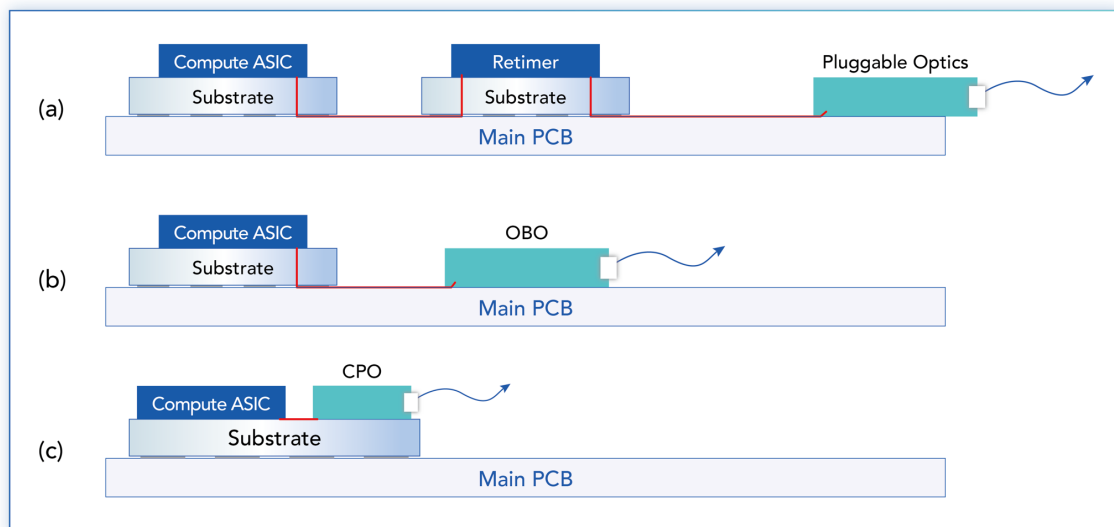 Compute ASIC
Retimer
Pluggable Optics
Substrate
Substrate
(a)
Main PCB
Compute ASIC
OBO
Substrate
(b)
Main PCB
CPO
Compute ASIC
Substrate
(c)
Main PCB